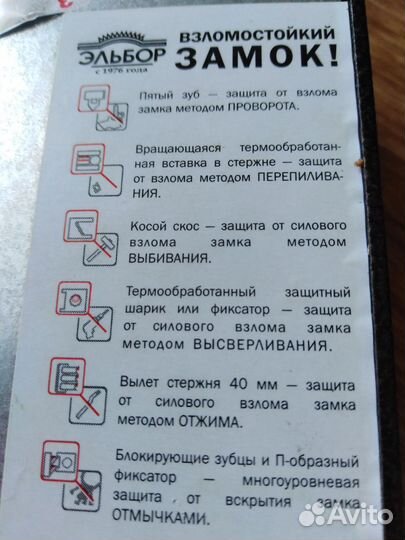 ЭЛЬБОР
с 1976 года
ВЗЛОМОСТОЙКИЙ
ЗАМОК!
Пятый зуб — защита от взлома
замка методом ПРОВОРОТА.
Вращающаяся термообработан-
ная вставка в стержне — защита
от взлома методом ПЕРЕПИЛИВА-
НИЯ.
Косой скос — защита от силового
взлома замка методом
ВЫБИВАНИЯ.
Термообработанный защитный
шарик или фиксатор — защита
от силового взлома замка
методом ВЫСВЕРЛИВАНИЯ.
Вылет стержня 40 мм — защита
от силового взлома замка
методом ОТЖИМА.
Блокирующие зубцы и П-образный
фиксатор — многоуровневая
защита от вскрытия замка
ОТМЫЧКАМИ.
Avito